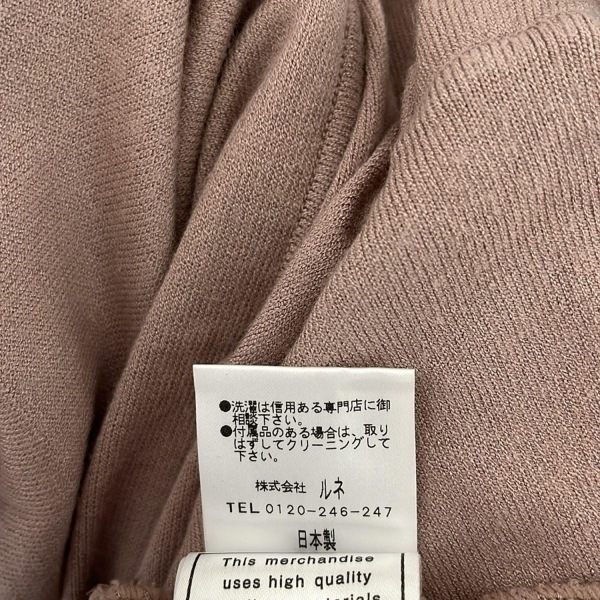 ●洗濯は信用ある専門店に御
相談下さい。
●付属品のある場合は、取り
はずしてクリーニングして
下さい。
株式会社 ルネ
TEL 0120-246-247
日本製
This merchandise
uses high quality